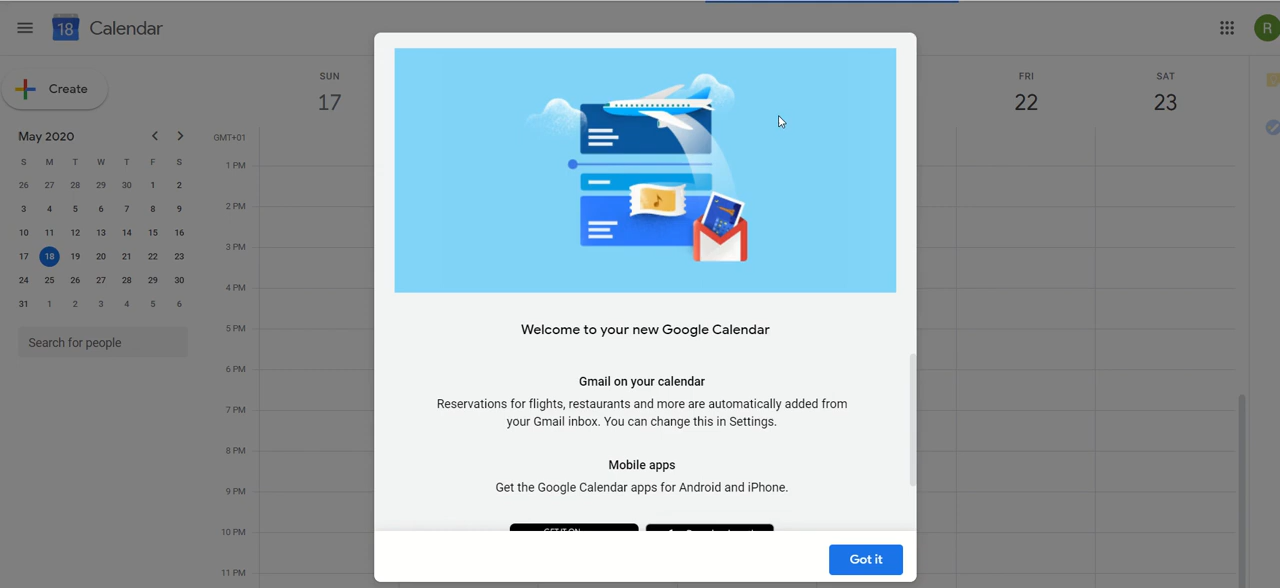 18 Calendar
R
Create
May 2020
S M T W T F S
26 27 28 29 30 1 2
3 4 5 6 7 8 9
10 11 12 13 14 15 16
17 18 19 20 21 22 23
24 25 26 27 28 29 30
31 1 2 3 4 5 6
Search for people
SUN
17
FRI
22
SAT
23
GMT+01
1 PM
2 PM
3 PM
4 PM
5 PM
6 PM
7 PM
8 PM
9 PM
10 PM
11 PM
Welcome to your new Google Calendar
Gmail on your calendar
Reservations for flights, restaurants and more are automatically added from
your Gmail inbox. You can change this in Settings.
Mobile apps
Get the Google Calendar apps for Android and iPhone.
GET IT ON
Got it